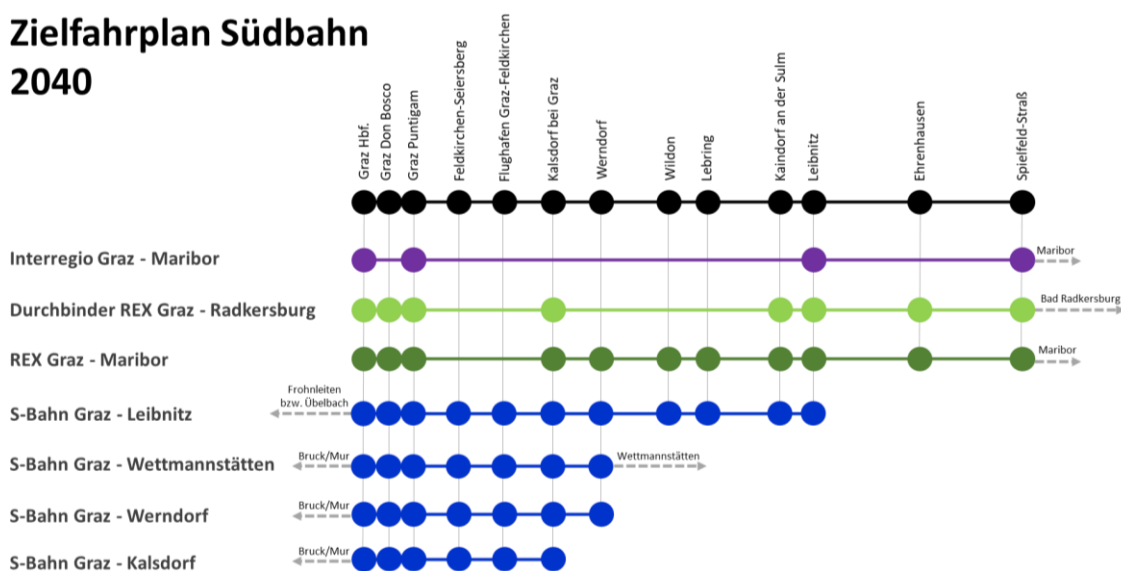 Zielfahrplan Südbahn
2040
Graz Hbf.
Graz Don Bosco
Graz Puntigam
Feldkirchen-Seiersberg
Flughafen Graz-Feldkirchen
Kalsdorf bei Graz
Werndorf
Wildon
Lebring
Kaindorf an der Sulm
Leibnitz
Ehrenhausen
Spielfeld-Straß
Interregio Graz - Maribor
Maribor
Durchbinder REX Graz - Radkersburg
Bad Radkersburg
REX Graz - Maribor
Maribor
S-Bahn Graz - Leibnitz
Frohnleiten
bzw. Übelbach
S-Bahn Graz - Wettmannstätten
Bruck/Mur
Wettmannstätten
S-Bahn Graz - Werndorf
Bruck/Mur
S-Bahn Graz - Kalsdorf
Bruck/Mur